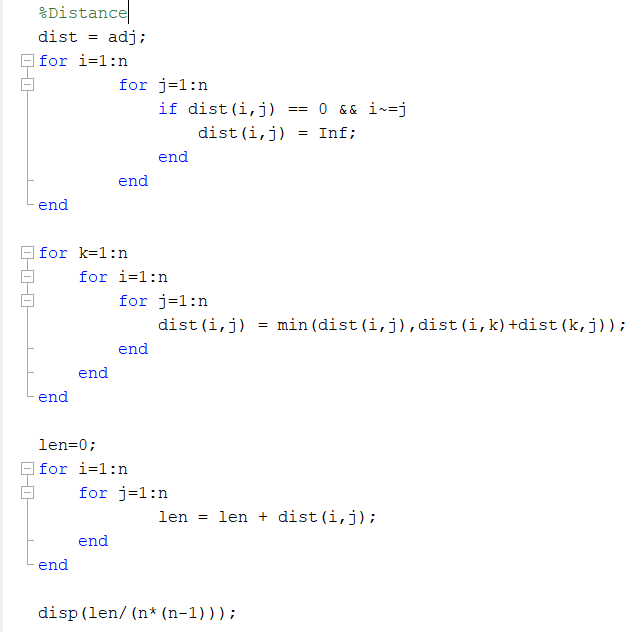 %Distance
dist = adj;
for i=1:n
        for j=1:n
            if dist(i,j) == 0 && i~=j
                dist(i,j) = Inf;
            end
        end
end

for k=1:n
    for i=1:n
        for j=1:n
            dist(i,j) = min(dist(i,j),dist(i,k)+dist(k,j));
        end
    end
end

len=0;
for i=1:n
    for j=1:n
            len = len + dist(i,j);
    end
end

disp(len/(n*(n-1)));